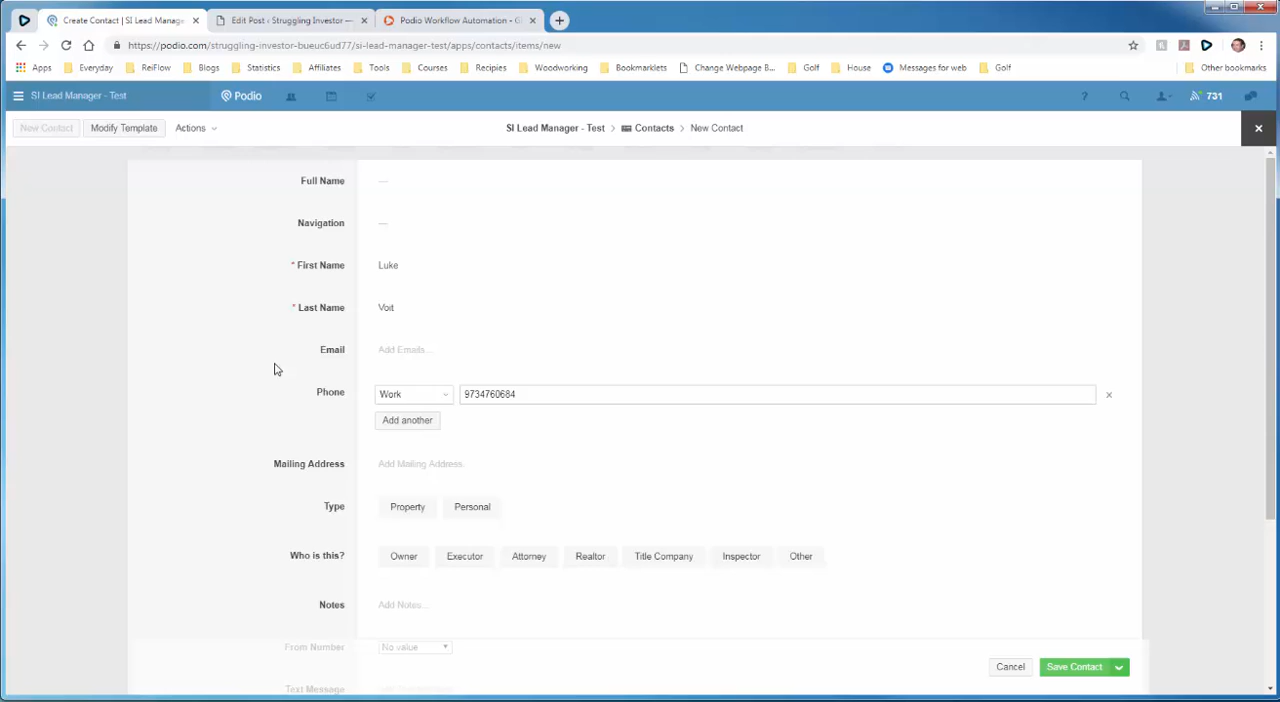 Create Contact | SI Lead Manage
Edit Post ‹ Struggling Investor —
Podio Workflow Automation - Gl
https://podio.com/struggling-investor-bueuc6ud77/si-lead-manager-test/apps/contacts/items/new
Apps Everyday ReiFlow Blogs Statistics Affiliates Tools Courses Recipies Woodworking Bookmarklets Change Webpage B... Golf House Messages for web Golf Other bookmarks
SI Lead Manager - Test Podio ? 731
New Contact Modify Template Actions SI Lead Manager - Test > Contacts > New Contact
Full Name —
Navigation —
* First Name Luke
* Last Name Voit
Email Add Emails...
Phone Work 9734760684
Add another
Mailing Address Add Mailing Address.
Type Property Personal
Who is this? Owner Executor Attorney Realtor Title Company Inspector Other
Notes Add Notes...
From Number No value
Cancel Save Contact
Text Message